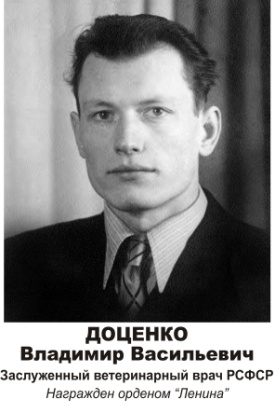 ДОЦЕНКО
Владимир Васильевич
Заслуженный ветеринарный врач РСФСР
Награжден орденом “Ленина”